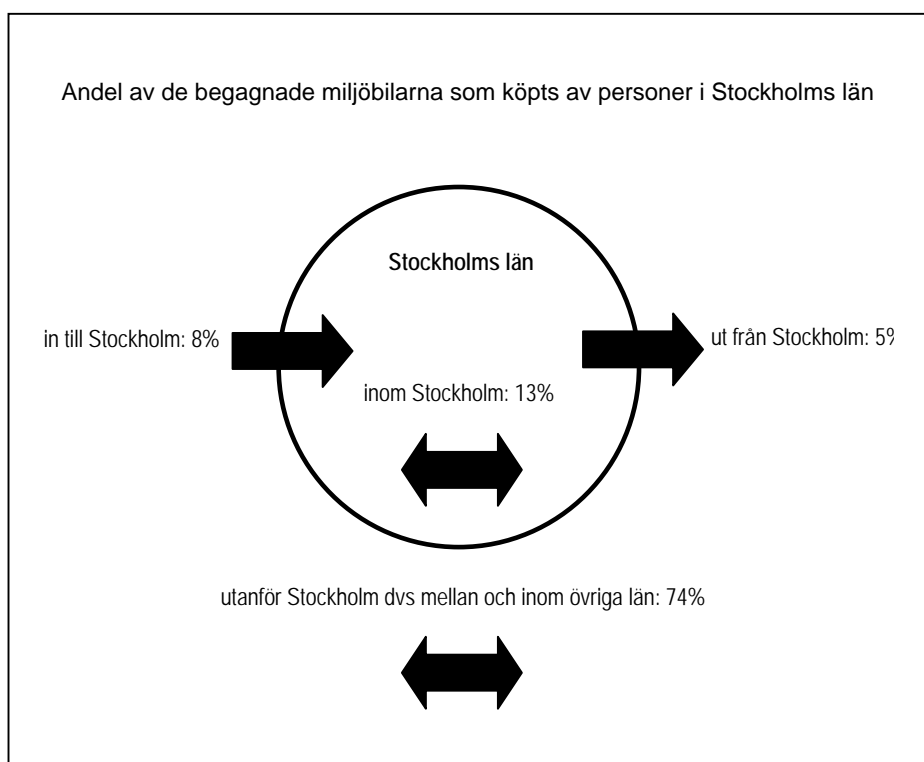 Andel av de begagnade miljöbilarna som köpts av personer i Stockholms län
Stockholms län
in till Stockholm: 8%
ut från Stockholm: 5%
inom Stockholm: 13%
utanför Stockholm dvs mellan och inom övriga län: 74%